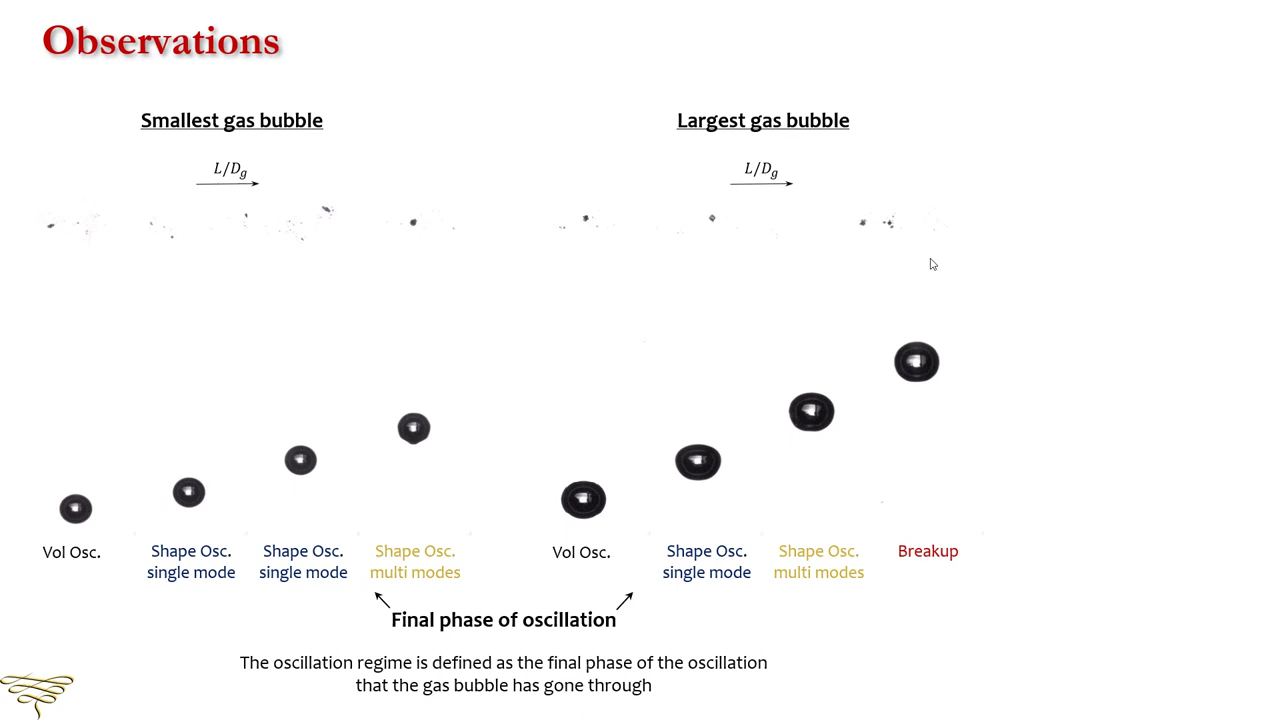 Observations
Smallest gas bubble
L/Dg
Largest gas bubble
L/Dg
Vol Osc.
Shape Osc.
single mode
Shape Osc.
single mode
Shape Osc.
multi modes
Vol Osc.
Shape Osc.
single mode
Shape Osc.
multi modes
Breakup
Final phase of oscillation
The oscillation regime is defined as the final phase of the oscillation
that the gas bubble has gone through